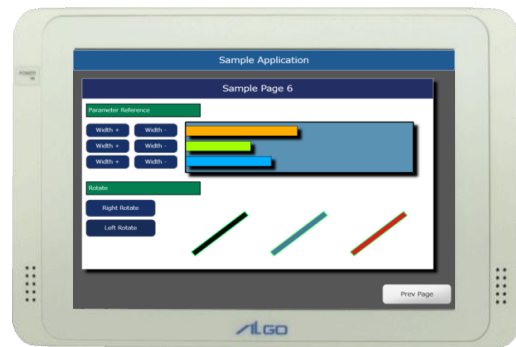 Sample Application
POWER
Sample Page 6
Parameter Reference
Width + Width -
Width + Width -
Width + Width -
Rotate
Right Rotate
Left Rotate
Prev Page
ALGO